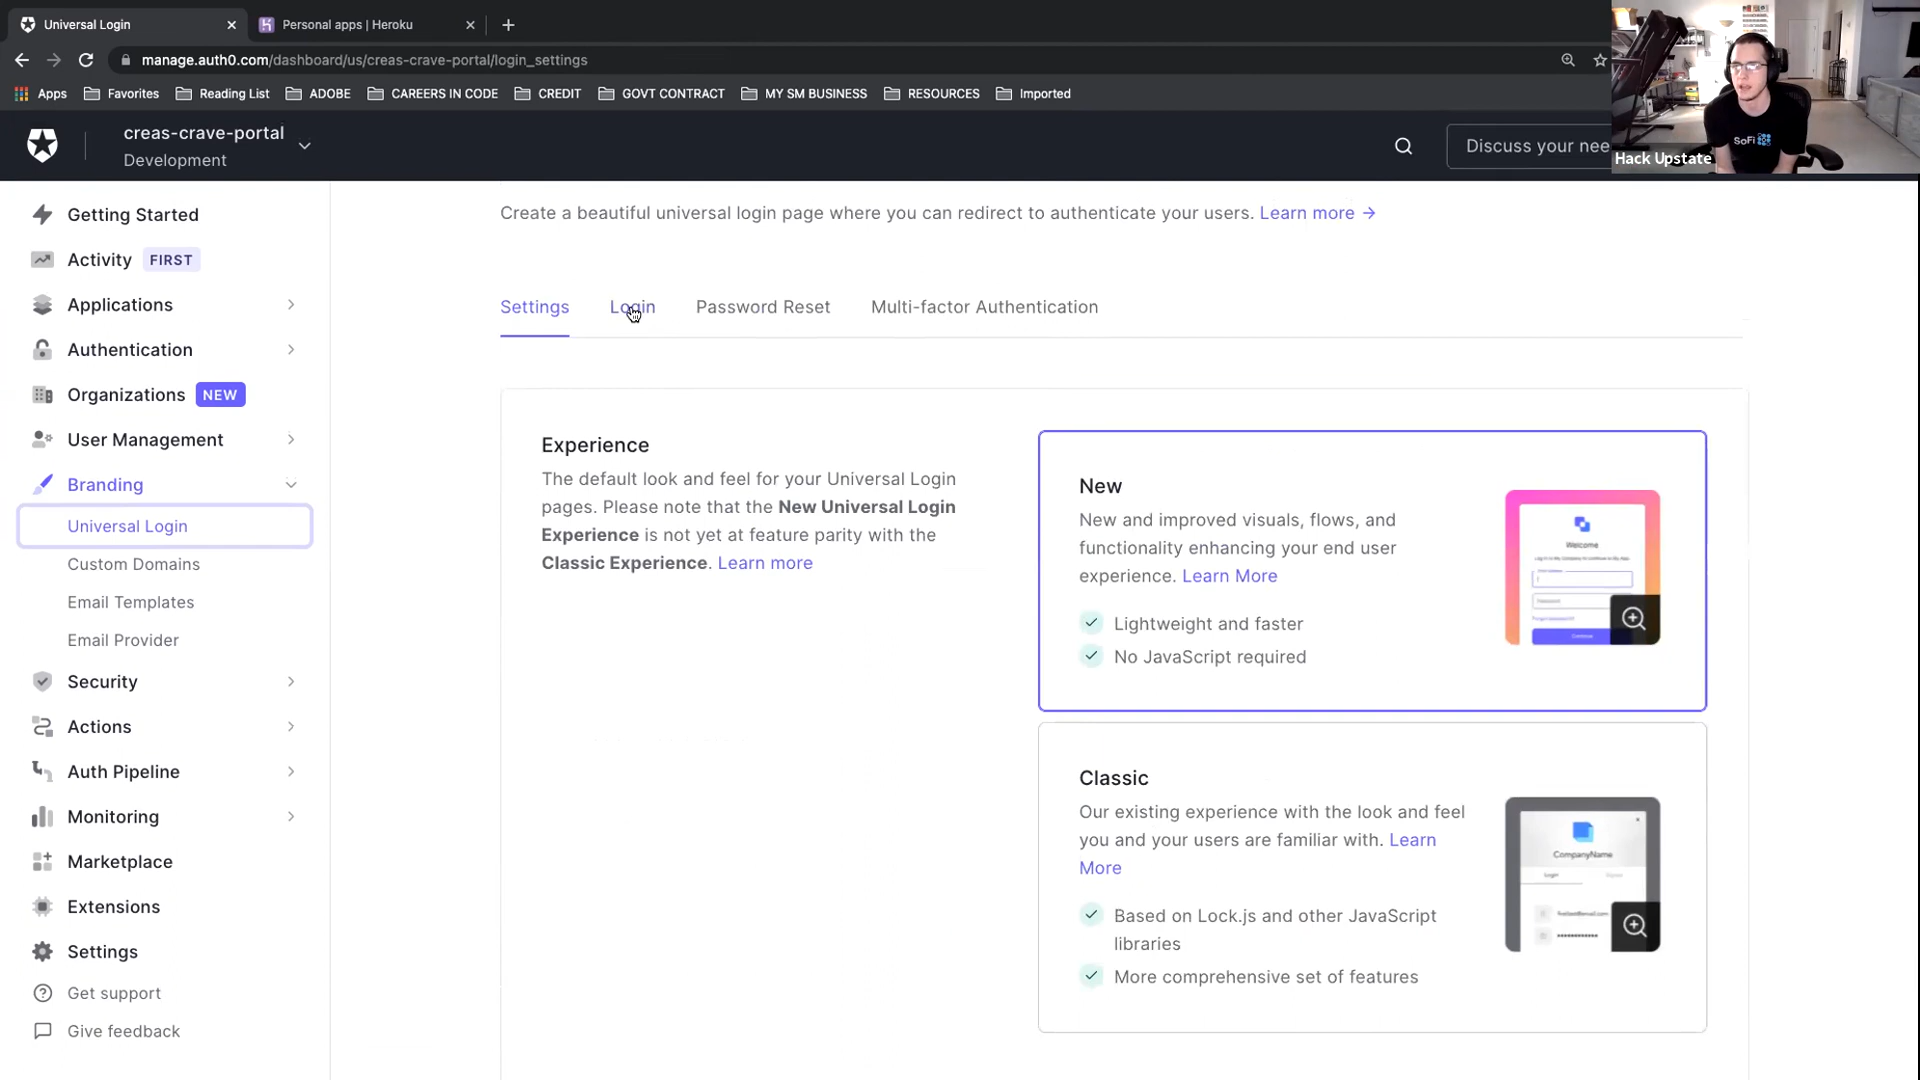 Universal Login
Personal apps | Heroku
manage.auth0.com/dashboard/us/creas-crave-portal/login_settings
Apps
Favorites
Reading List
ADOBE
CAREERS IN CODE
CREDIT
GOVT CONTRACT
MY SM BUSINESS
RESOURCES
Imported
creas-crave-portal
Development
Discuss your nee
SoFi
Hack Upstate
Getting Started
Activity FIRST
Applications
Authentication
Organizations NEW
User Management
Branding
Universal Login
Custom Domains
Email Templates
Email Provider
Security
Actions
Auth Pipeline
Monitoring
Marketplace
Extensions
Settings
Get support
Give feedback
Create a beautiful universal login page where you can redirect to authenticate your users. Learn more →
Settings
Login
Password Reset
Multi-factor Authentication
Experience
The default look and feel for your Universal Login
pages. Please note that the New Universal Login
Experience is not yet at feature parity with the
Classic Experience. Learn more
New
New and improved visuals, flows, and
functionality enhancing your end user
experience. Learn More
Lightweight and faster
No JavaScript required
Welcome
Continue
Classic
Our existing experience with the look and feel
you and your users are familiar with. Learn
More
Based on Lock.js and other JavaScript
libraries
More comprehensive set of features
CompanyName
Login